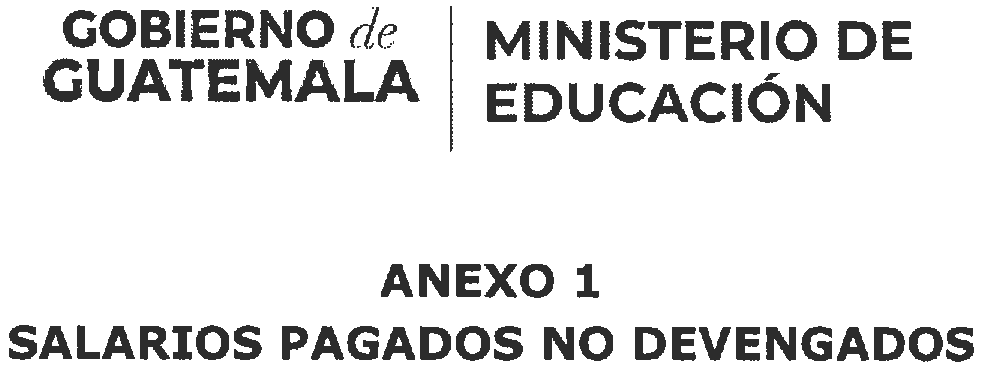 GOBIERNO de
GUATEMALA
MINISTERIO DE
EDUCACIÓN
ANEXO 1
SALARIOS PAGADOS NO DEVENGADOS